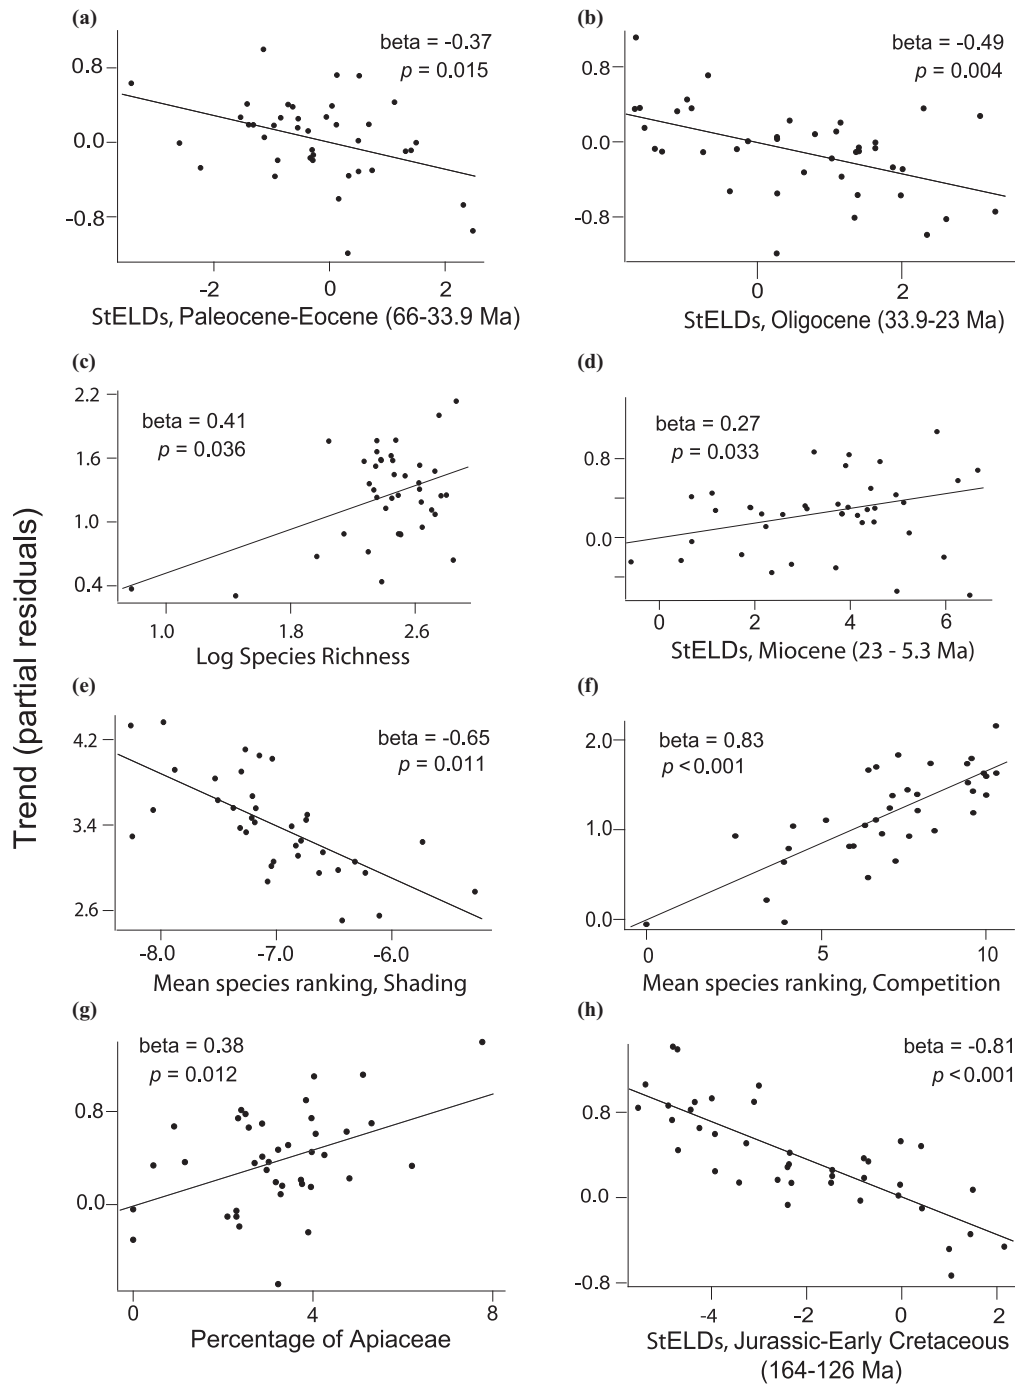 Trend (partial residuals)
(a)
beta = -0.37
p = 0.015
0.8
0.0
-0.8
-2
0
2
StELDs, Paleocene-Eocene (66-33.9 Ma)
(b)
beta = -0.49
p = 0.004
0.8
0.0
-0.8
0
2
StELDs, Oligocene (33.9-23 Ma)
(c)
beta = 0.41
p = 0.036
2.2
1.6
1.0
0.4
1.0
1.8
2.6
Log Species Richness
(d)
beta = 0.27
p = 0.033
0.8
0.0
0
2
4
6
StELDs, Miocene (23 - 5.3 Ma)
(e)
beta = -0.65
p = 0.011
4.2
3.4
2.6
-8.0
-7.0
-6.0
Mean species ranking, Shading
(f)
beta = 0.83
p <0.001
2.0
1.0
0.0
0
5
10
Mean species ranking, Competition
(g)
beta = 0.38
p = 0.012
0.8
0.0
0
4
8
Percentage of Apiaceae
(h)
beta = -0.81
p <0.001
0.8
0.0
-0.8
-4
-2
0
2
StELDs, Jurassic-Early Cretaceous
(164-126 Ma)